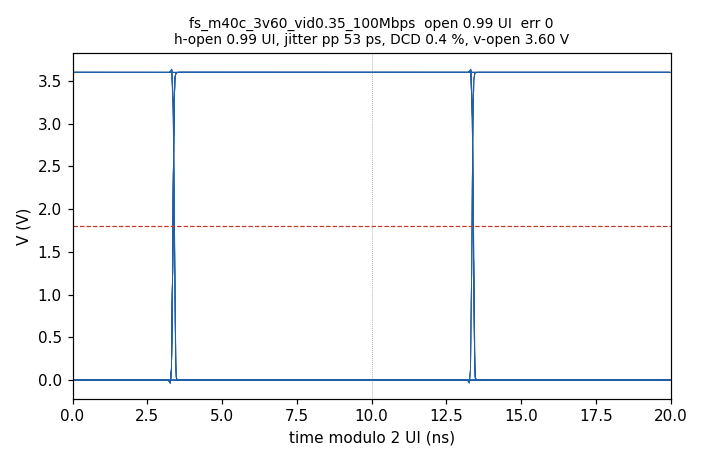 fs_m40c_3v60_vid0.35_100Mbps  open 0.99 UI  err 0
h-open 0.99 UI, jitter pp 53 ps, DCD 0.4 %, v-open 3.60 V
3.5
3.0
2.5
2.0
1.5
1.0
0.5
0.0
V (V)
0.0 2.5 5.0 7.5 10.0 12.5 15.0 17.5 20.0
time modulo 2 UI (ns)